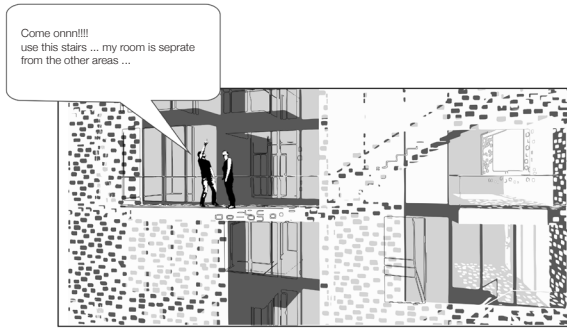 Come onnn!!!!
use this stairs ... my room is seprate
from the other areas ...